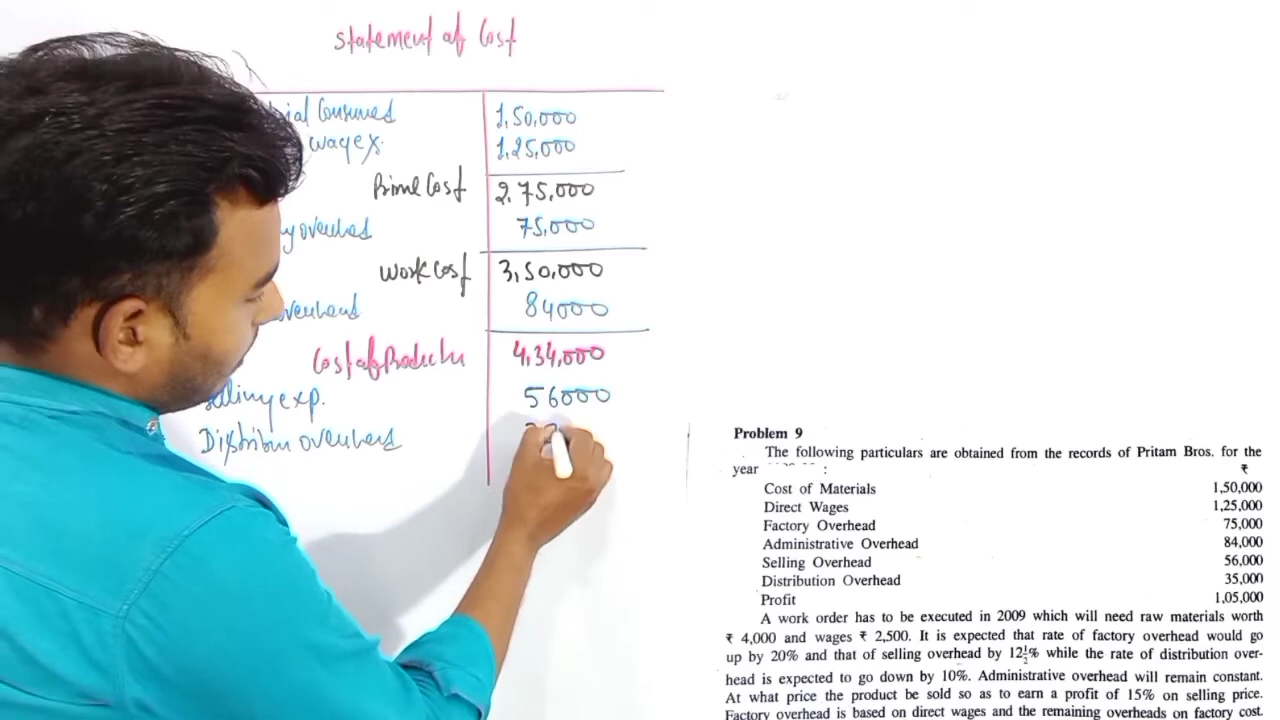 Statement of Cost
ial Consumed 1,50,000
wages. 1,25,000
Prime Cost 2,75,000
y overhed 75,000
Work Cost 3,50,000
overhand 84000
Cost of Production 4,34,000
elling exp. 56000
Distribun overherd
Problem 9
The following particulars are obtained from the records of Pritam Bros. for the
year :
₹
Cost of Materials 1,50,000
Direct Wages 1,25,000
Factory Overhead 75,000
Administrative Overhead 84,000
Selling Overhead 56,000
Distribution Overhead 35,000
Profit 1,05,000
A work order has to be executed in 2009 which will need raw materials worth
₹ 4,000 and wages ₹ 2,500. It is expected that rate of factory overhead would go
up by 20% and that of selling overhead by 12½% while the rate of distribution over-
head is expected to go down by 10%. Administrative overhead will remain constant.
At what price the product be sold so as to earn a profit of 15% on selling price.
Factory overhead is based on direct wages and the remaining overheads on factory cost.